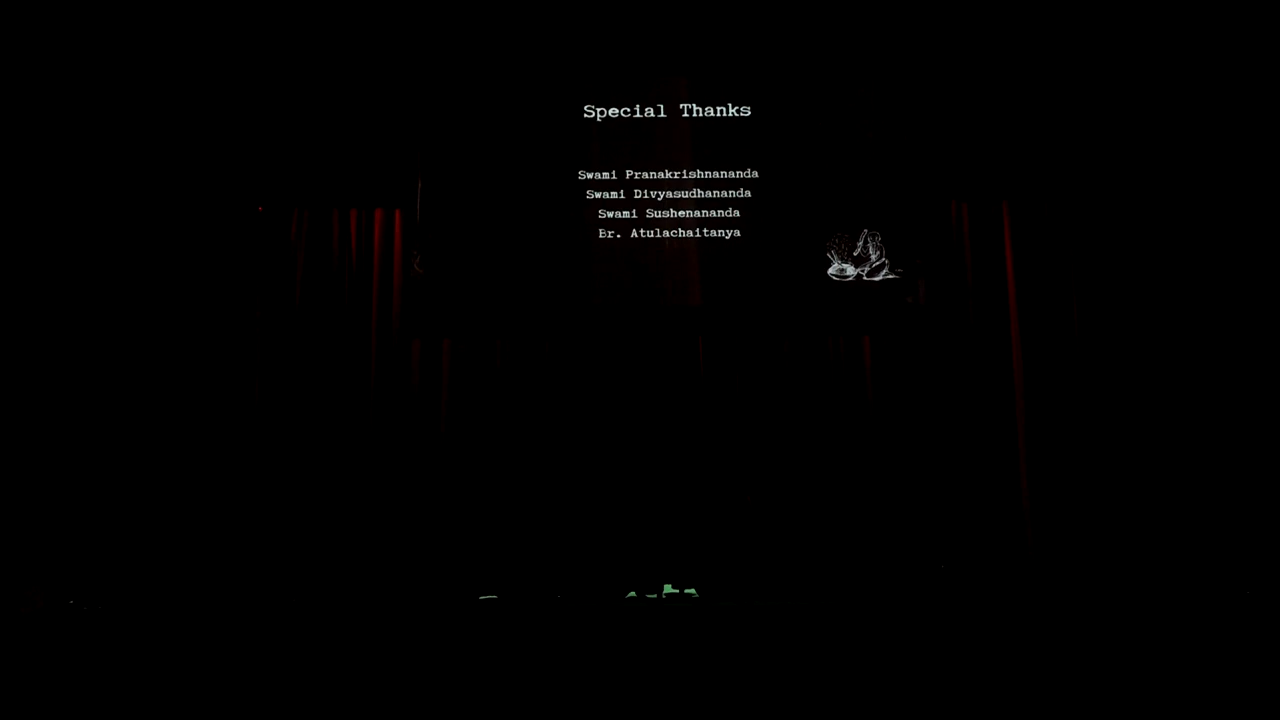 Special Thanks
Swami Pranakrishnananda
Swami Divyasudhananda
Swami Sushenananda
Br. Atulachaitanya